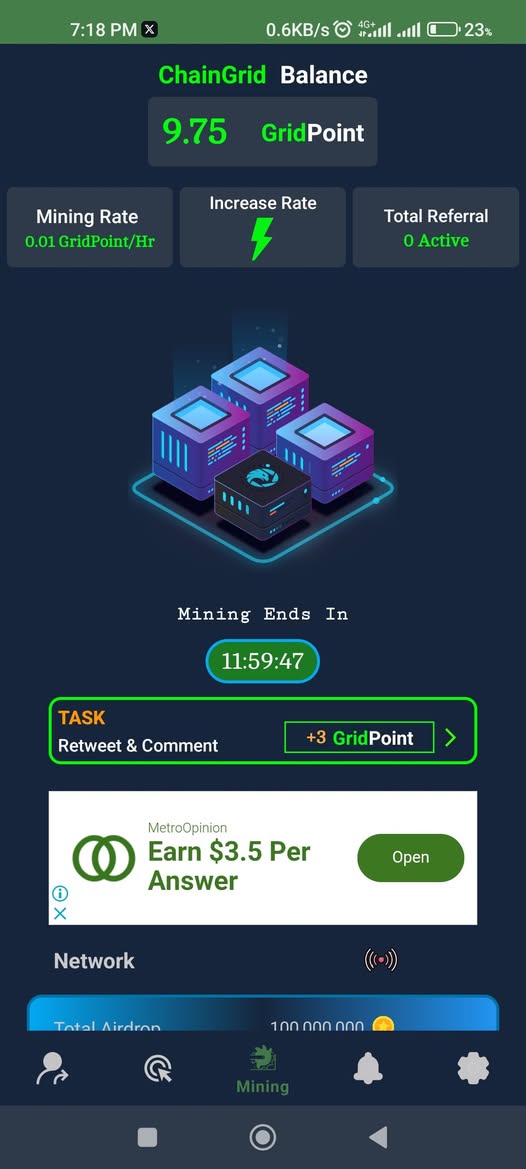 7:18 PM X 0.6KB/s 4G+ 23%
ChainGrid Balance
9.75 GridPoint
Mining Rate
0.01 GridPoint/Hr
Increase Rate
Total Referral
0 Active
Mining Ends In
11:59:47
TASK
Retweet & Comment
+3 GridPoint
MetroOpinion
Earn $3.5 Per
Answer
Open
Network
Total Airdrop 100,000,000
Mining